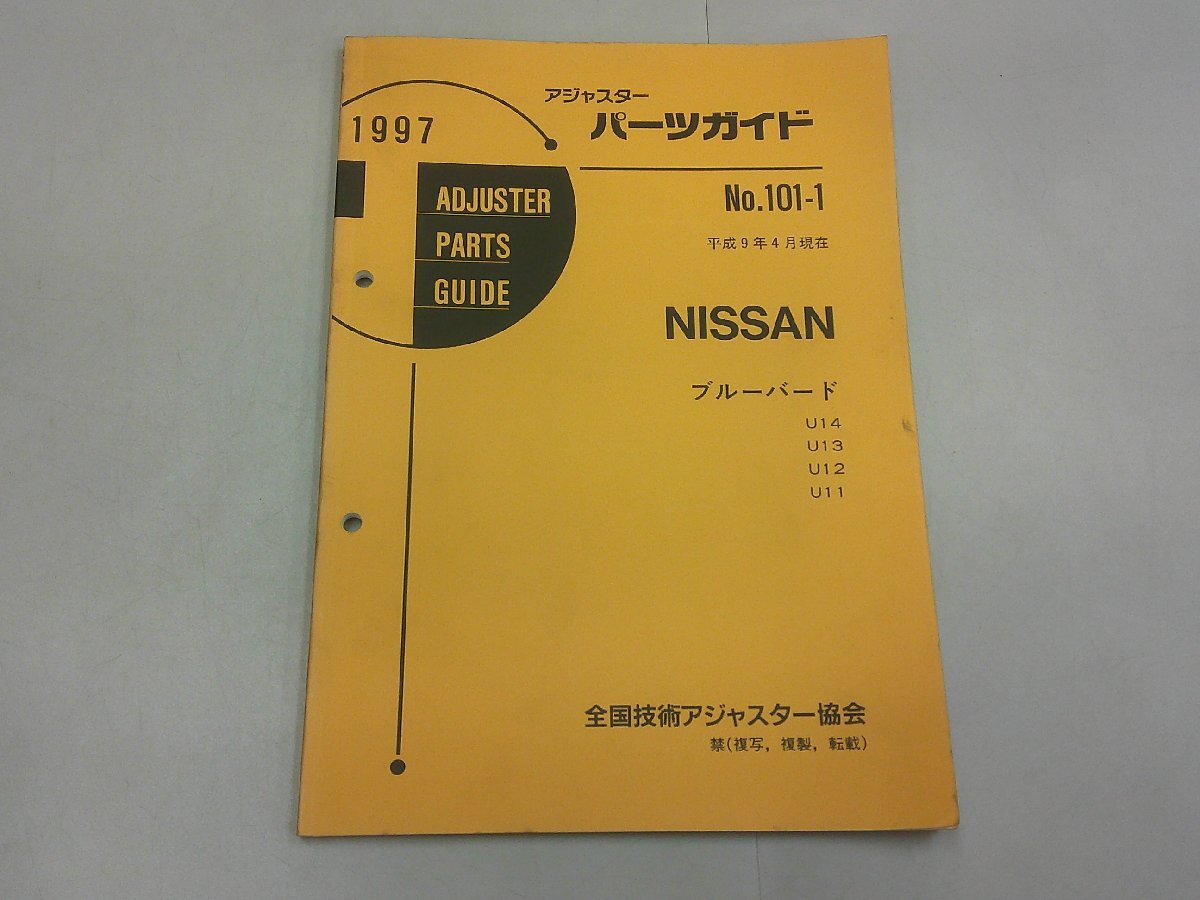 1997
アジャスター
パーツガイド
ADJUSTER
PARTS
GUIDE
No.101-1
平成9年4月現在
NISSAN
ブルーバード
U14
U13
U12
U11
全国技術アジャスター協会
禁(複写，複製，転載)